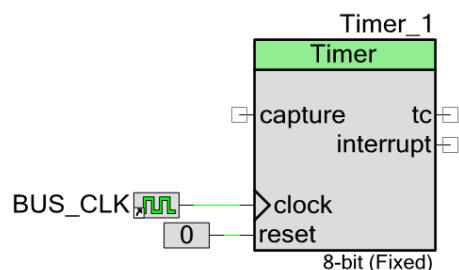 Timer_1
Timer
capture
tc
interrupt
BUS_CLK
clock
0
reset
8-bit (Fixed)